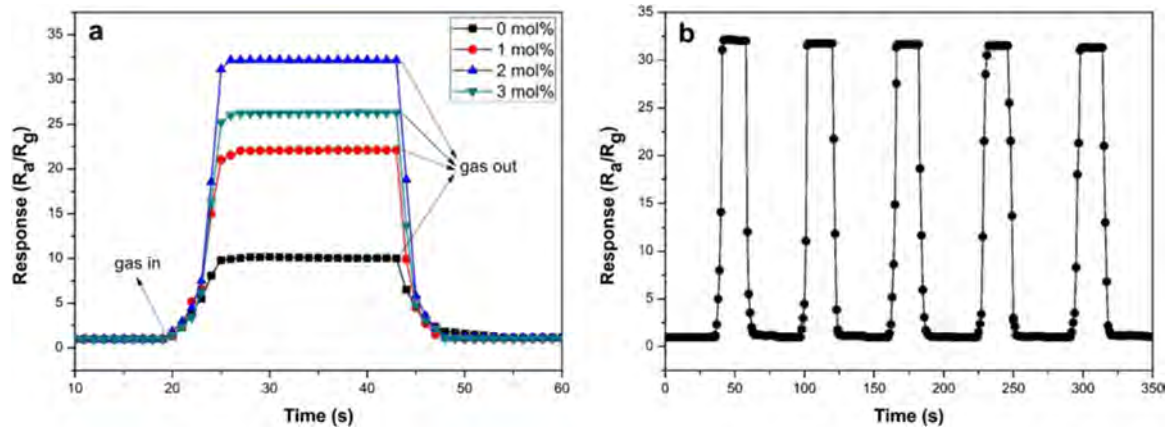 a
0 mol%
1 mol%
2 mol%
3 mol%
gas in
gas out
Response (Ra/Rg)
35
30
25
20
15
10
5
0
10 20 30 40 50 60
Time (s)
b
Response (Ra/Rg)
35
30
25
20
15
10
5
0
0 50 100 150 200 250 300 350
Time (s)